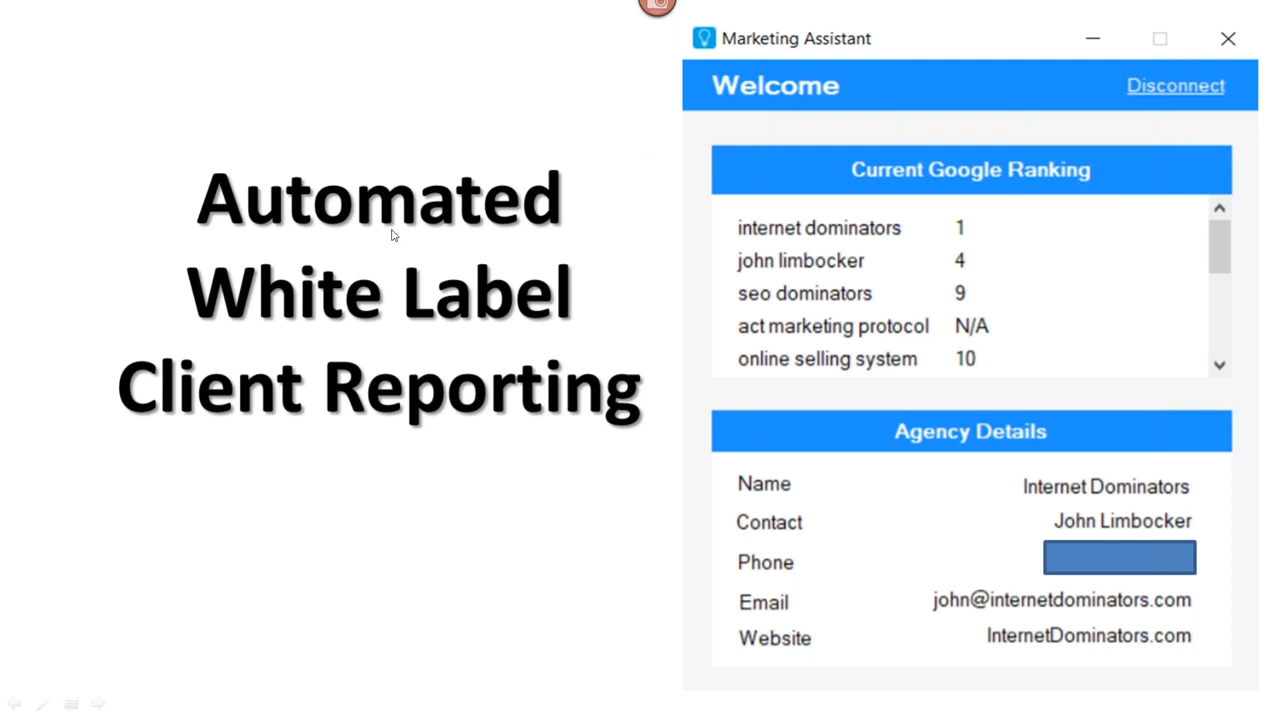 Automated
White Label
Client Reporting
Marketing Assistant
Welcome
Disconnect
Current Google Ranking
internet dominators 1
john limbocker 4
seo dominators 9
act marketing protocol N/A
online selling system 10
Agency Details
Name Internet Dominators
Contact John Limbocker
Phone
Email john@internetdominators.com
Website InternetDominators.com